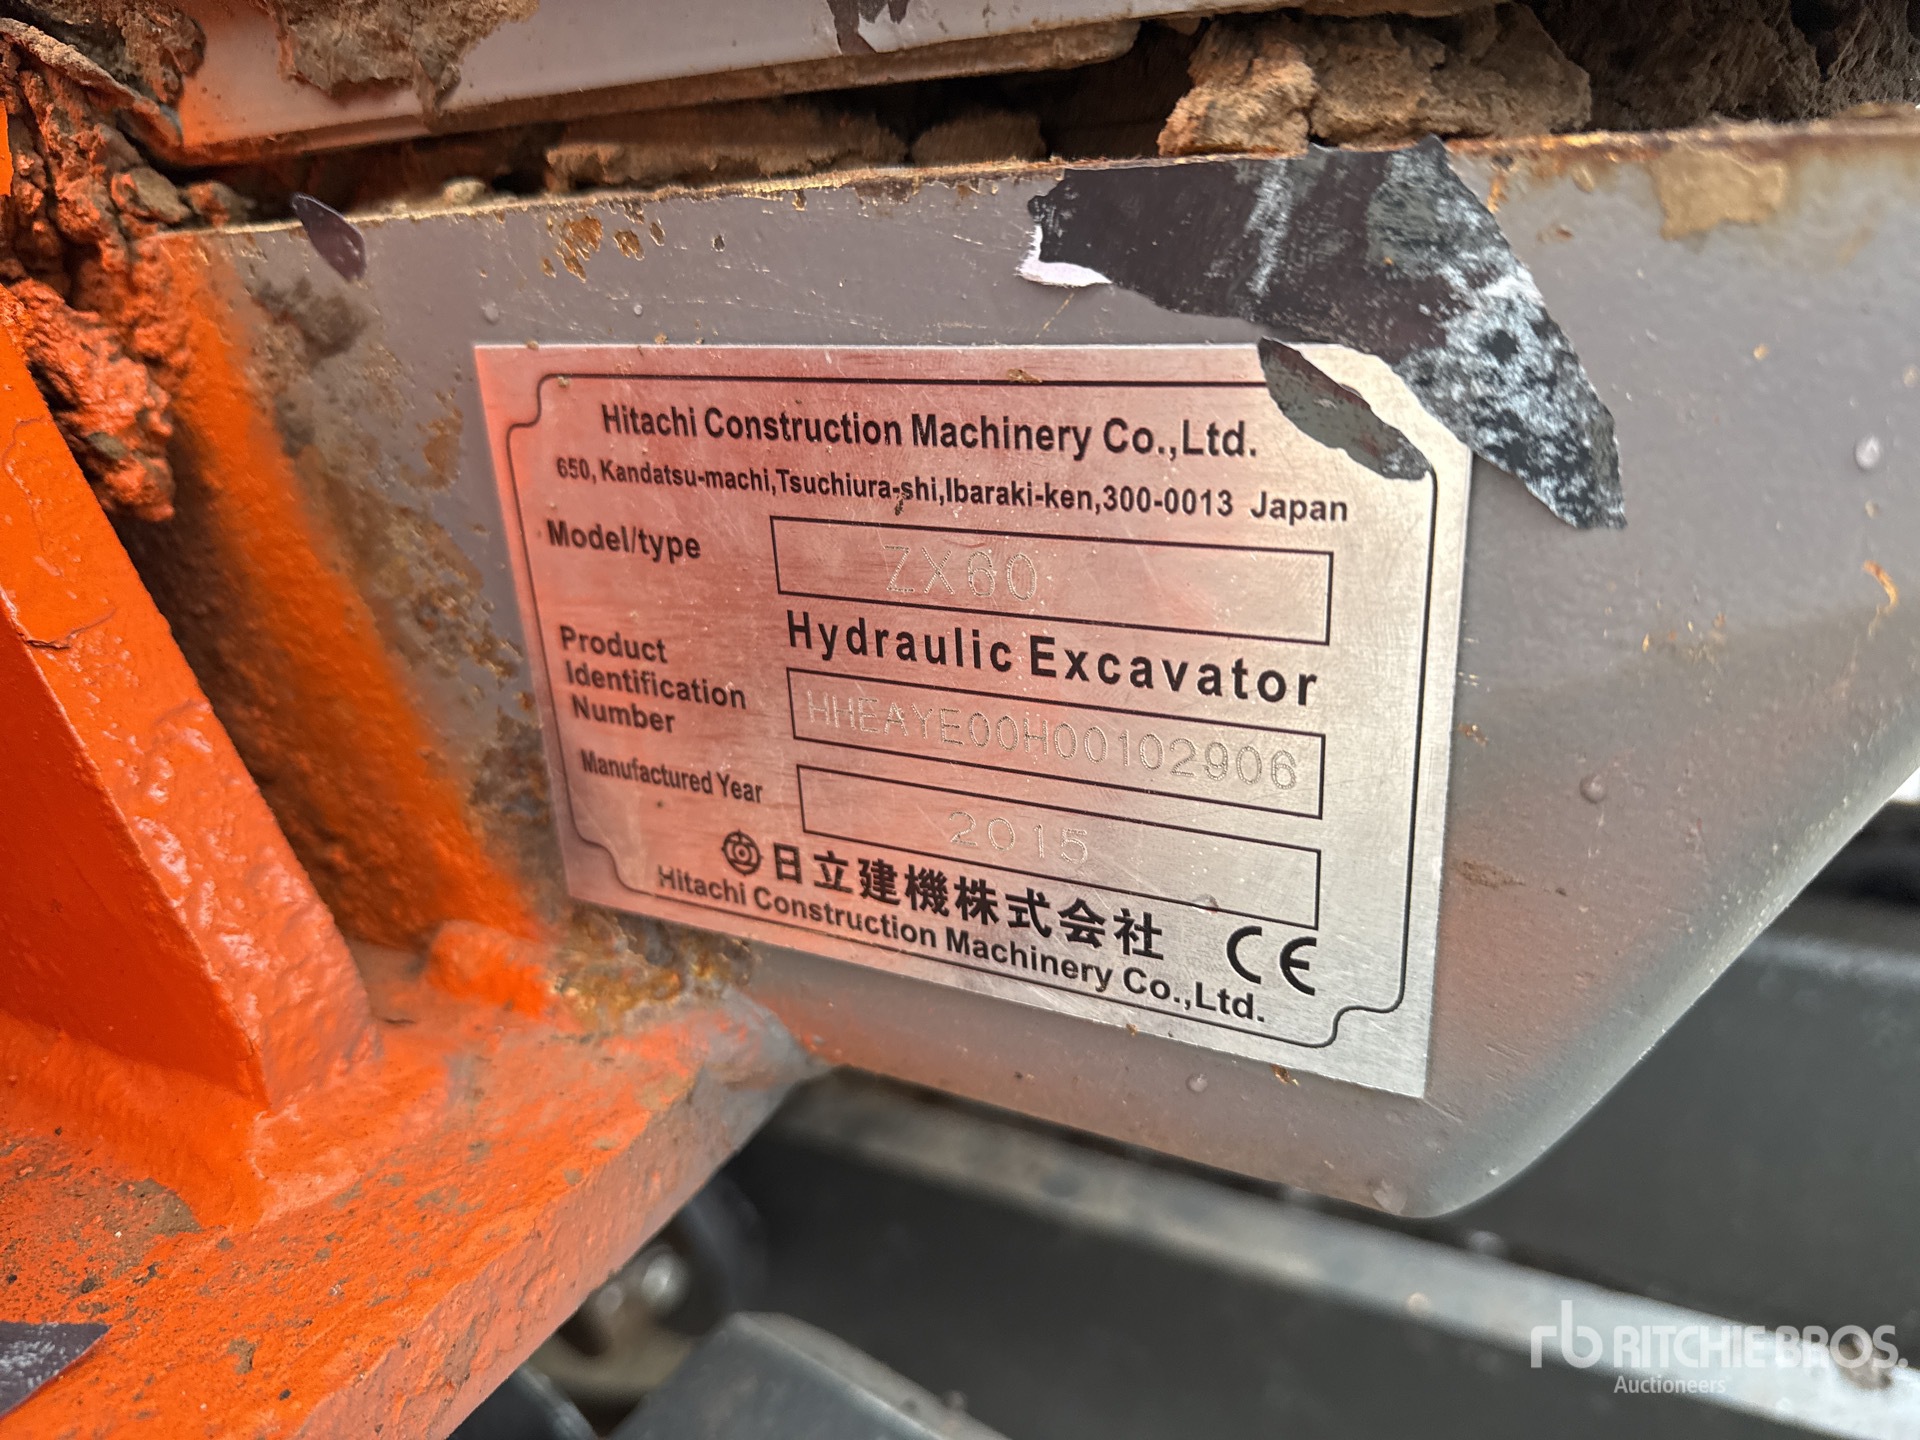 Hitachi Construction Machinery Co.,Ltd.
650, Kandatsu-machi,Tsuchiura-shi,Ibaraki-ken,300-0013 Japan
Model/type ZX60
Hydraulic Excavator
Product
Identification
Number
HHEAYE00H00102906
Manufactured Year 2015
日立建機株式会社
Hitachi Construction Machinery Co.,Ltd.
CE
rb RITCHIE BROS.
Auctioneers